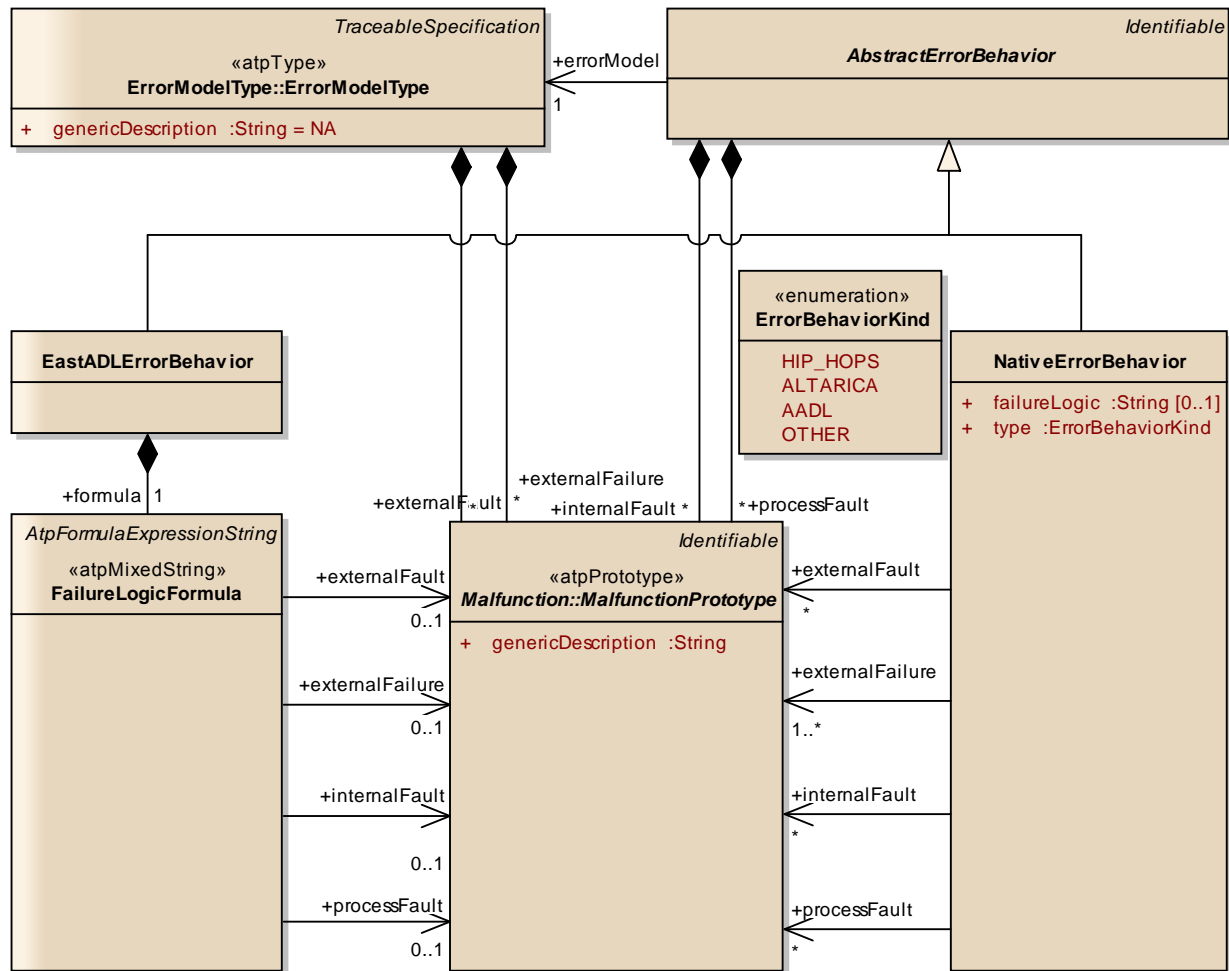 TraceableSpecification
«atpType»
ErrorModelType::ErrorModelType
+ genericDescription :String = NA
+errorModel
1
Identifiable
AbstractErrorBehavior
EastADLErrorBehavior
«enumeration»
ErrorBehaviorKind
HIP_HOPS
ALTARICA
AADL
OTHER
NativeErrorBehavior
+ failureLogic :String [0..1]
+ type :ErrorBehaviorKind
+formula 1
+externalFault *
* +externalFailure
+internalFault *
* +processFault
AtpFormulaExpressionString
«atpMixedString»
FailureLogicFormula
+externalFault
0..1
+externalFailure
0..1
+internalFault
0..1
+processFault
0..1
Identifiable
«atpPrototype»
Malfunction::MalfunctionPrototype
+ genericDescription :String
+externalFault
*
+externalFailure
1..*
+internalFault
*
+processFault
*